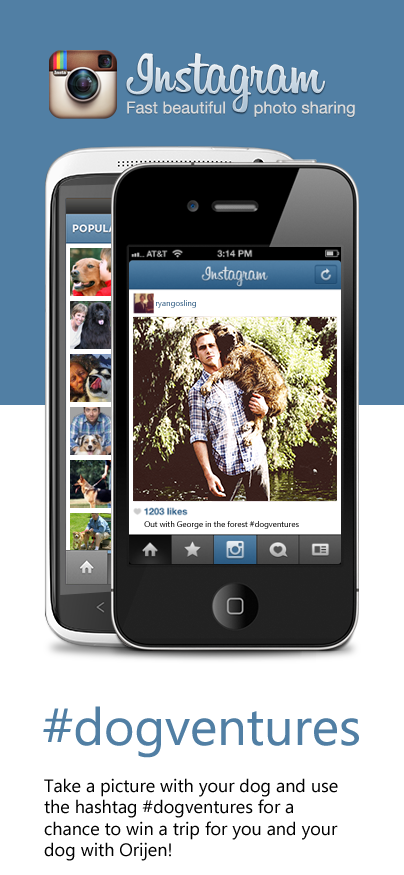 Insta
Instagram
Fast beautiful photo sharing
POPULA
AT&T 3:14 PM
Instagram
ryangosling
1203 likes
Out with George in the forest #dogventures
#dogventures
Take a picture with your dog and use
the hashtag #dogventures for a
chance to win a trip for you and your
dog with Orijen!